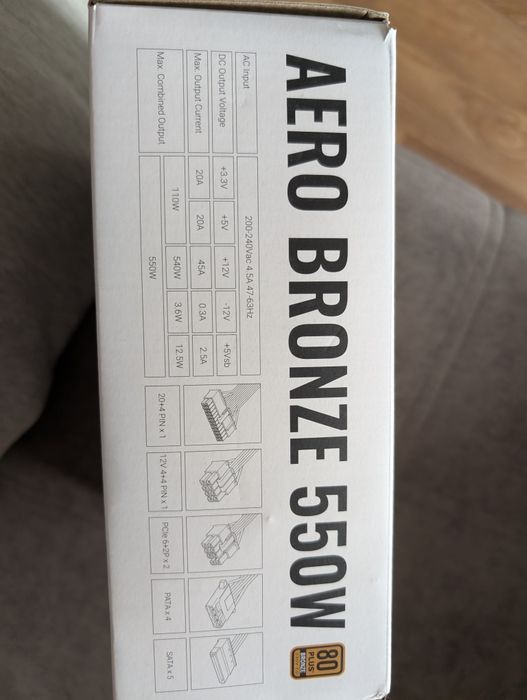 AERO BRONZE 550W
80
PLUS
BRONZE
AC Input 200-240Vac 4.5A 47-63Hz
DC Output Voltage +3.3V +5V +12V -12V +5Vsb
Max. Output Current 20A 20A 45A 0.3A 2.5A
Max. Combined Output 110W 540W 3.6W 12.5W
550W
20+4 PIN x 1
12V 4+4 PIN x 1
PCIe 6+2P x 2
PATA x 4
SATA x 5